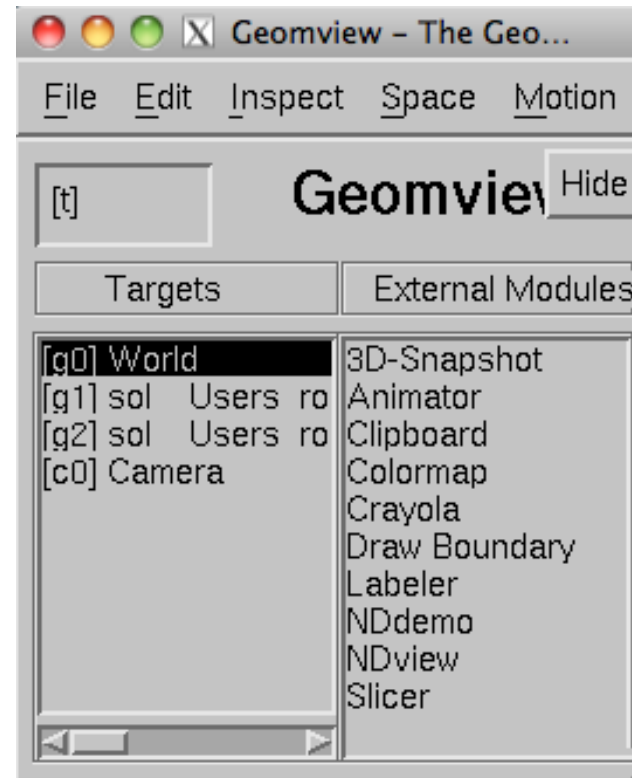 X Geomview – The Geo...
File Edit Inspect Space Motion
[t]
Geomview
Hide
Targets
External Modules
[g0] World
[g1] sol Users ro
[g2] sol Users ro
[c0] Camera
3D-Snapshot
Animator
Clipboard
Colormap
Crayola
Draw Boundary
Labeler
NDdemo
NDview
Slicer